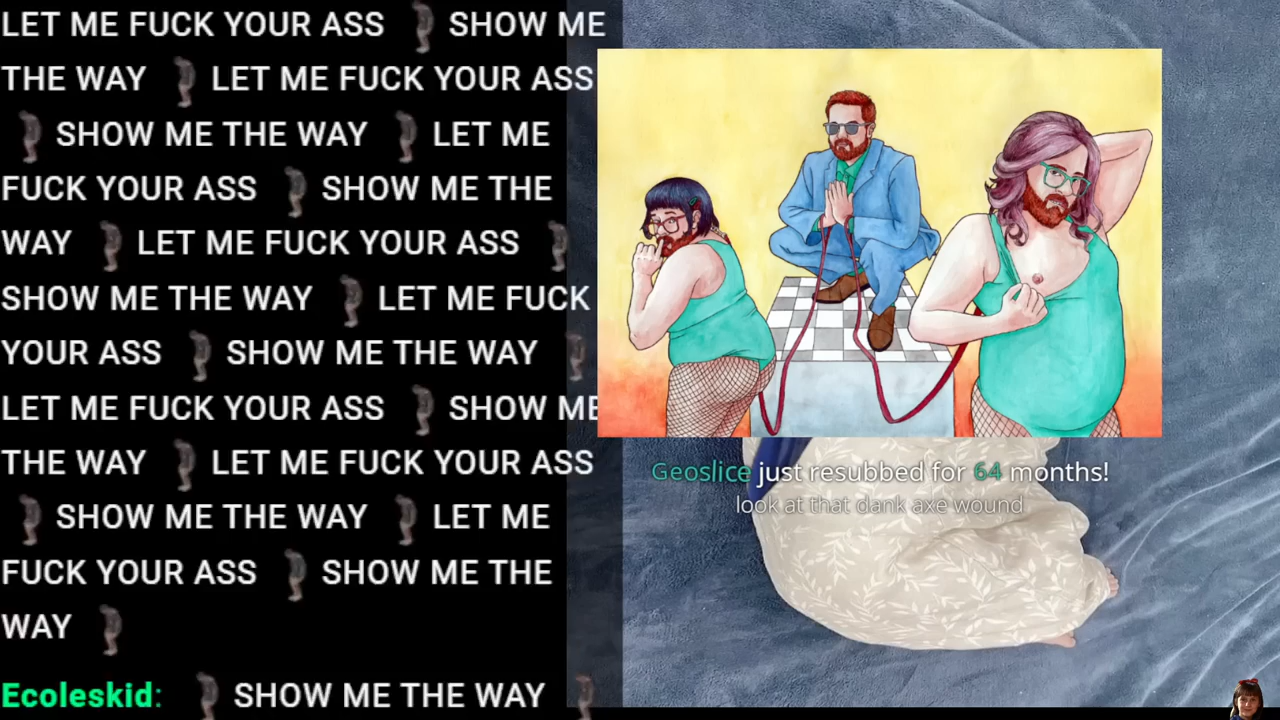 LET ME FUCK YOUR ASS SHOW ME
THE WAY LET ME FUCK YOUR ASS
SHOW ME THE WAY LET ME
FUCK YOUR ASS SHOW ME THE
WAY LET ME FUCK YOUR ASS
SHOW ME THE WAY LET ME FUCK
YOUR ASS SHOW ME THE WAY
LET ME FUCK YOUR ASS SHOW ME
THE WAY LET ME FUCK YOUR ASS
SHOW ME THE WAY LET ME
FUCK YOUR ASS SHOW ME THE
WAY
Ecoleskid: SHOW ME THE WAY
Geoslice just resubbed for 64 months!
look at that dank axe wound